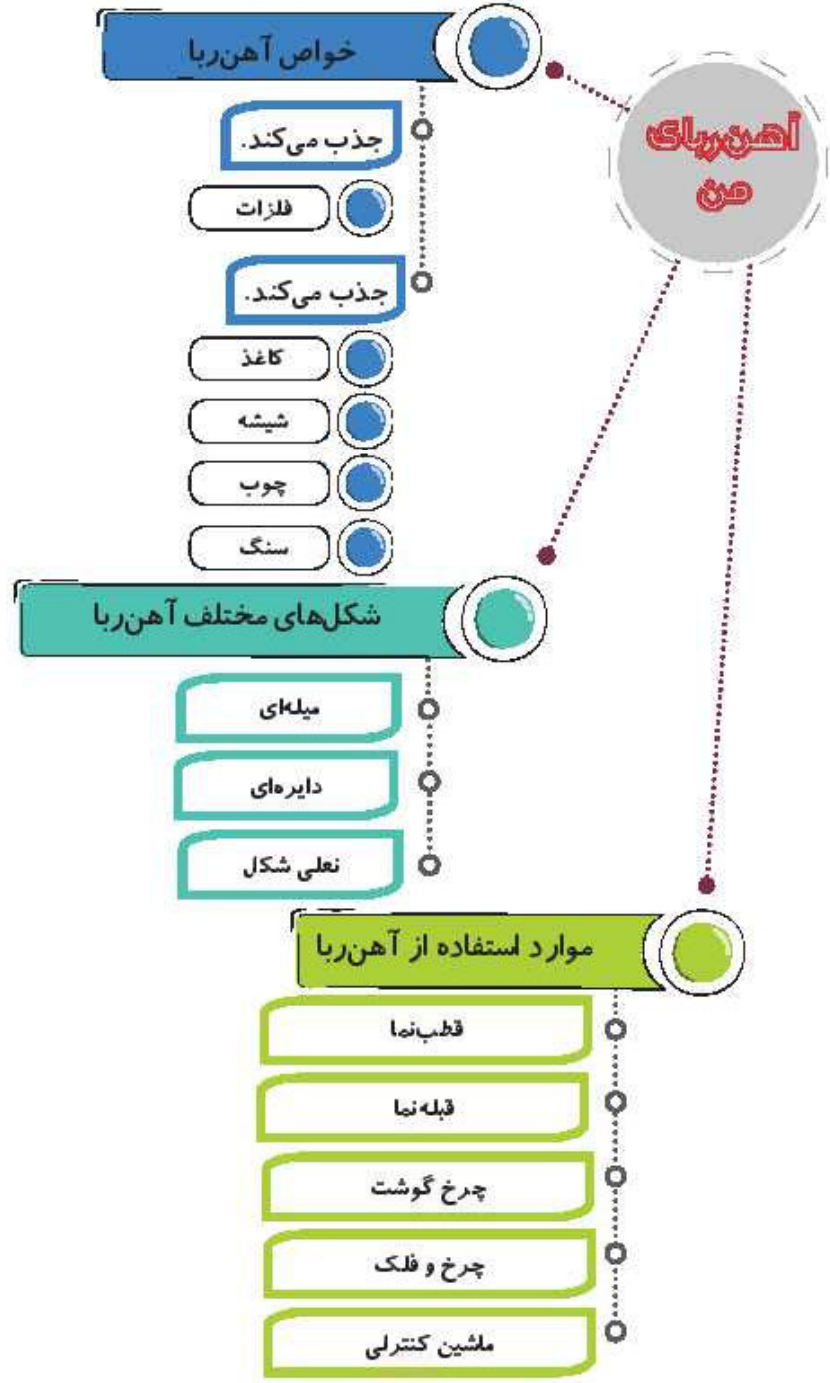 آهن‌ربای
من
خواص آهن‌ربا
جذب می‌کند.
فلزات
جذب می‌کند.
کاغذ
شیشه
چوب
سنگ
شکل‌های مختلف آهن‌ربا
میله‌ای
دایره‌ای
نعلی شکل
موارد استفاده از آهن‌ربا
قطب‌نما
قبله نما
چرخ گوشت
چرخ و فلک
ماشین کنترلی